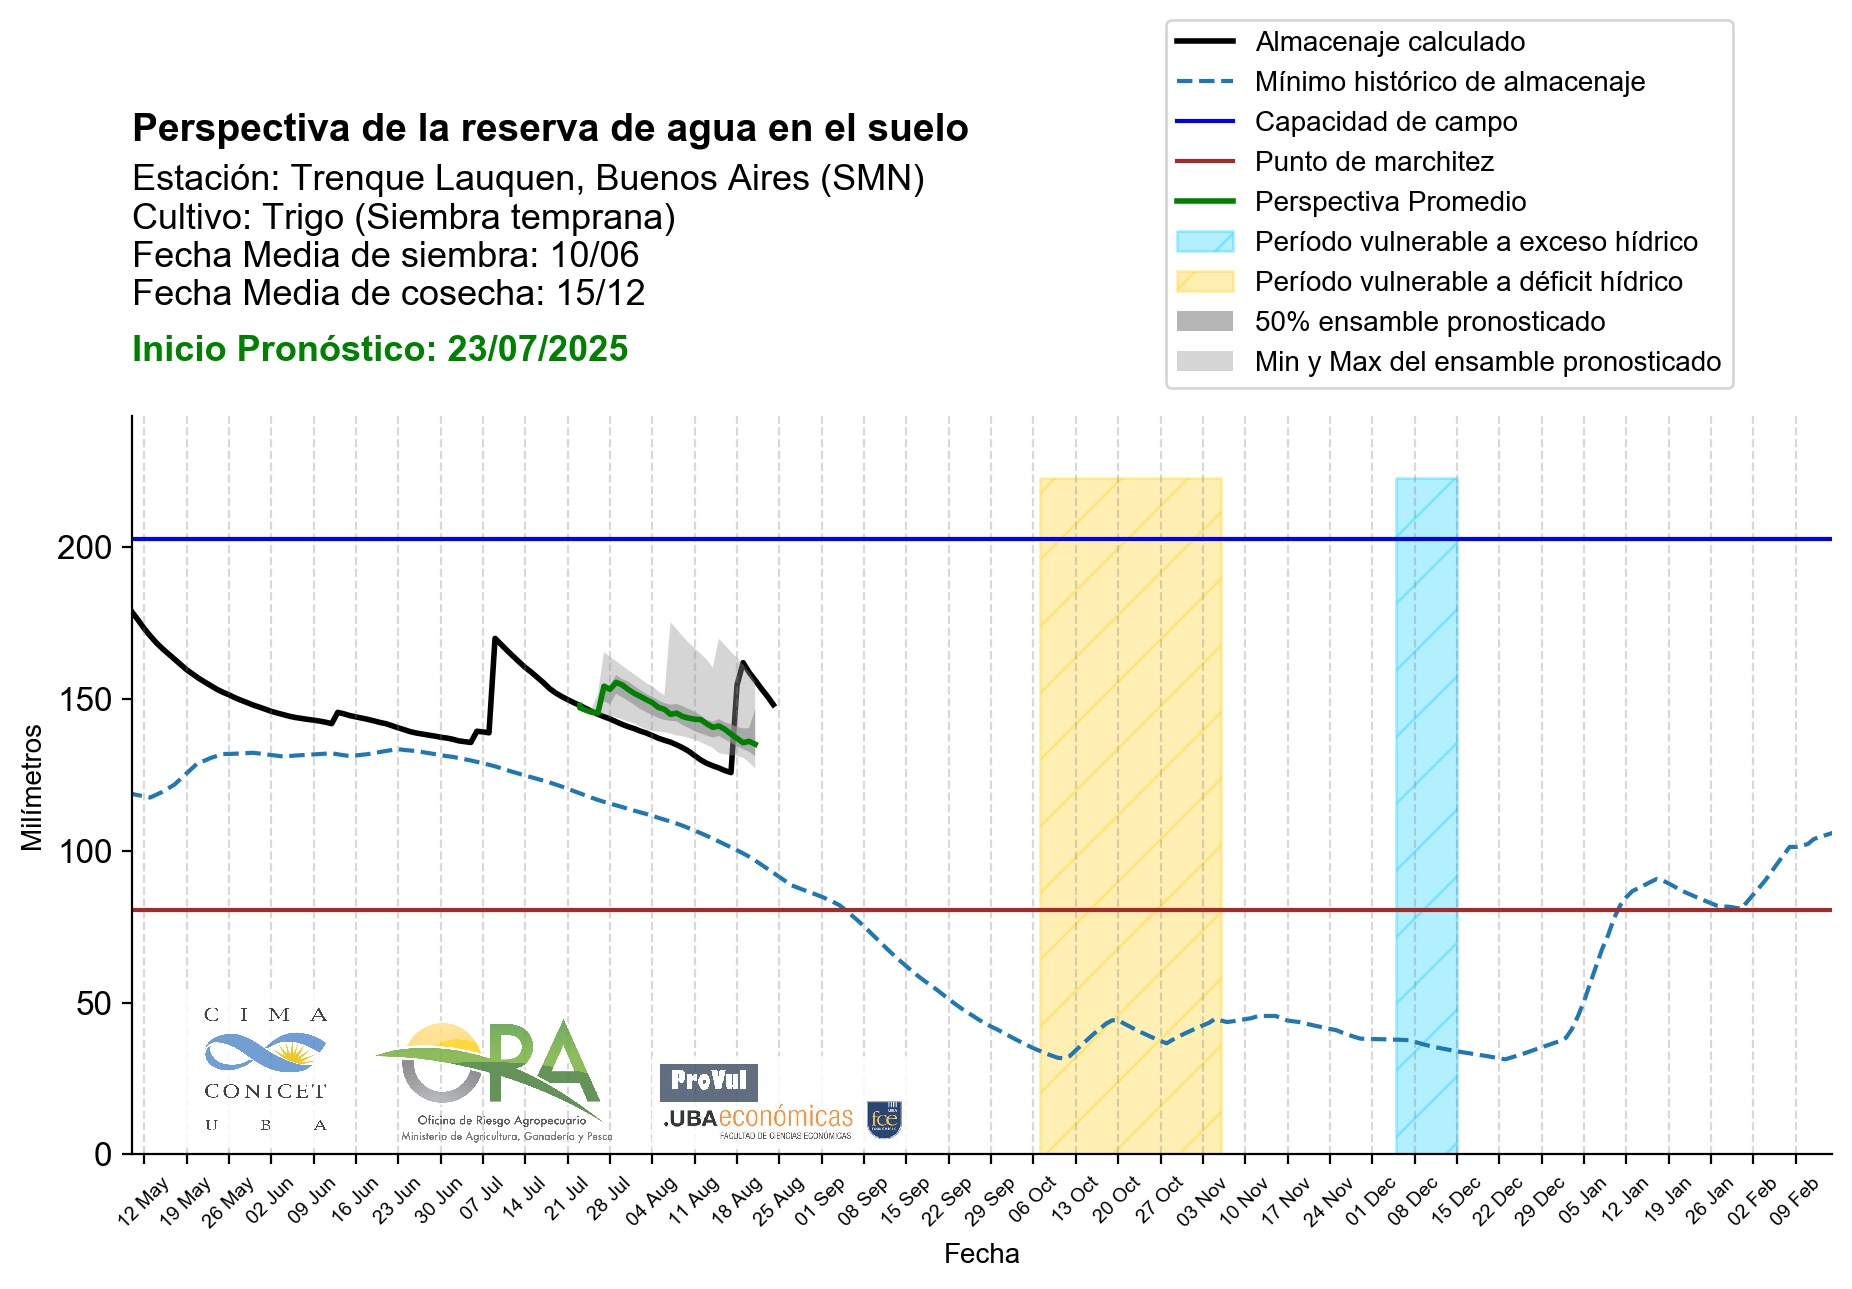 Almacenaje calculado
Mínimo histórico de almacenaje
Capacidad de campo
Punto de marchitez
Perspectiva Promedio
Período vulnerable a exceso hídrico
Período vulnerable a déficit hídrico
50% ensamble pronosticado
Min y Max del ensamble pronosticado
Perspectiva de la reserva de agua en el suelo
Estación: Trenque Lauquen, Buenos Aires (SMN)
Cultivo: Trigo (Siembra temprana)
Fecha Media de siembra: 10/06
Fecha Media de cosecha: 15/12
Inicio Pronóstico: 23/07/2025
Milímetros
200
150
100
50
0
CIMA
CONICET
UBA
ORA
Oficina de Riesgo Agropecuario
Ministerio de Agricultura, Ganadería y Pesca
ProVul
.UBAeconómicas
FACULTAD DE CIENCIAS ECONÓMICAS
UBA
fce
12 May
19 May
26 May
02 Jun
09 Jun
16 Jun
23 Jun
30 Jun
07 Jul
14 Jul
21 Jul
28 Jul
04 Aug
11 Aug
18 Aug
25 Aug
01 Sep
08 Sep
15 Sep
22 Sep
29 Sep
06 Oct
13 Oct
20 Oct
27 Oct
03 Nov
10 Nov
17 Nov
24 Nov
01 Dec
08 Dec
15 Dec
22 Dec
29 Dec
05 Jan
12 Jan
19 Jan
26 Jan
02 Feb
09 Feb
Fecha